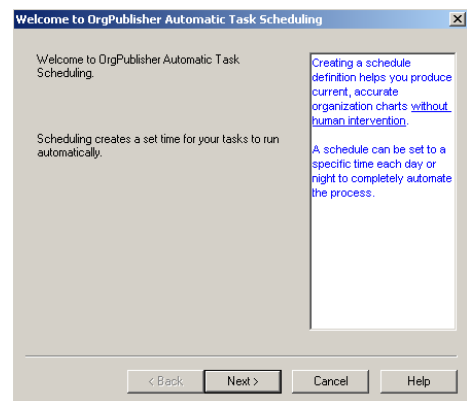 Welcome to OrgPublisher Automatic Task Scheduling
Welcome to OrgPublisher Automatic Task
Scheduling.
Scheduling creates a set time for your tasks to run
automatically.
Creating a schedule
definition helps you produce
current, accurate
organization charts without
human intervention.
A schedule can be set to a
specific time each day or
night to completely automate
the process.
< Back
Next >
Cancel
Help